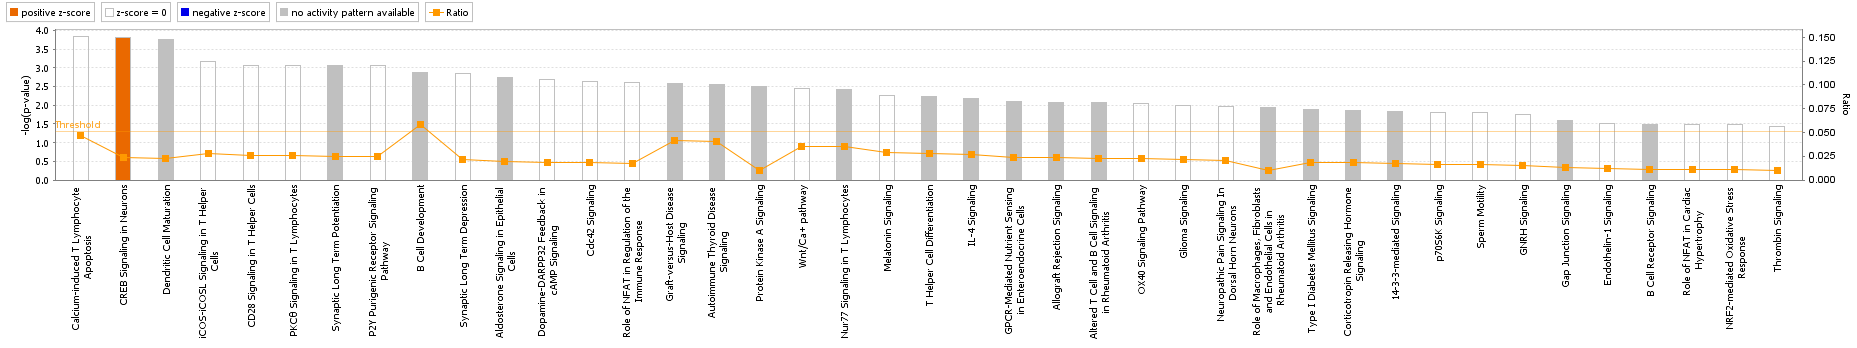 positive z-score
z-score = 0
negative z-score
no activity pattern available
Ratio
4.0
3.5
3.0
2.5
2.0
1.5
1.0
0.5
0.0
-log(p-value)
Threshold
0.150
0.125
0.100
0.075
0.050
0.025
0.000
Ratio
Calcium-induced T Lymphocyte
Apoptosis
CREB Signaling in Neurons
Dendritic Cell Maturation
iCOS-iCOSL Signaling in T Helper
Cells
CD28 Signaling in T Helper Cells
PKCθ Signaling in T Lymphocytes
Synaptic Long Term Potentiation
P2Y Purigenic Receptor Signaling
Pathway
B Cell Development
Synaptic Long Term Depression
Aldosterone Signaling in Epithelial
Cells
Dopamine-DARPP32 Feedback in
cAMP Signaling
Cdc42 Signaling
Role of NFAT in Regulation of the
Immune Response
Graft-versus-Host Disease
Signaling
Autoimmune Thyroid Disease
Signaling
Protein Kinase A Signaling
Wnt/Ca+ pathway
Nur77 Signaling in T Lymphocytes
Melatonin Signaling
T Helper Cell Differentiation
IL-4 Signaling
GPCR-Mediated Nutrient Sensing
in Enteroendocrine Cells
Allograft Rejection Signaling
Altered T Cell and B Cell Signaling
in Rheumatoid Arthritis
OX40 Signaling Pathway
Glioma Signaling
Neuropathic Pain Signaling In
Dorsal Horn Neurons
Role of Macrophages, Fibroblasts
and Endothelial Cells in
Rheumatoid Arthritis
Type I Diabetes Mellitus Signaling
Corticotropin Releasing Hormone
Signaling
14-3-3-mediated Signaling
p70S6K Signaling
Sperm Motility
GNRH Signaling
Gap Junction Signaling
Endothelin-1 Signaling
B Cell Receptor Signaling
Role of NFAT in Cardiac
Hypertrophy
NRF2-mediated Oxidative Stress
Response
Thrombin Signaling